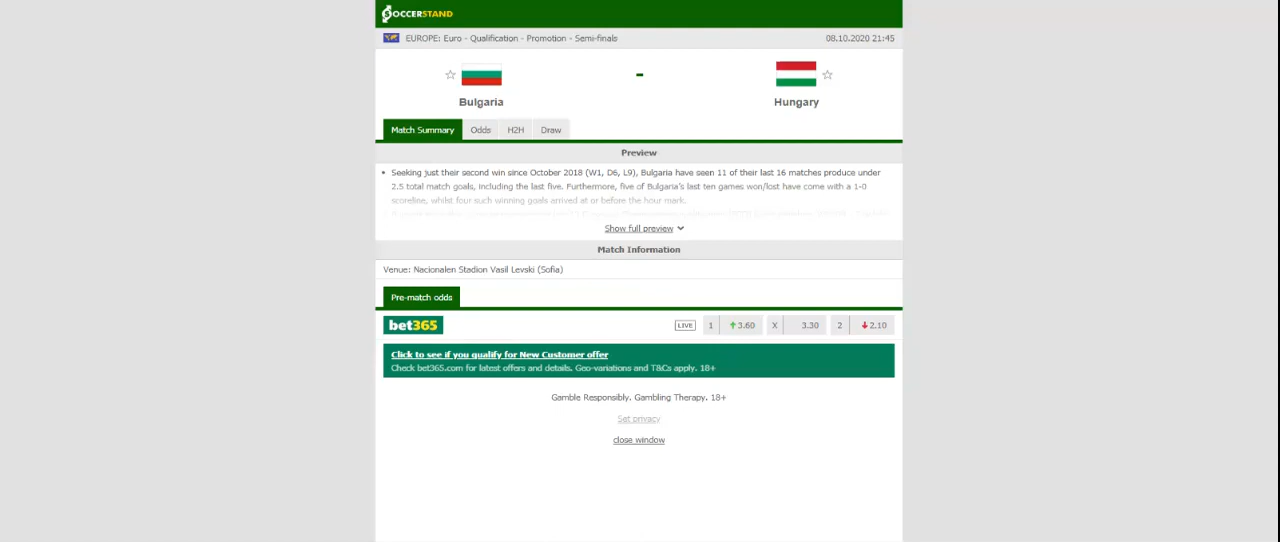 SOCCERSTAND
EUROPE: Euro - Qualification - Promotion - Semi-finals 08.10.2020 21:45
-
Bulgaria Hungary
Match Summary Odds H2H Draw
Preview
• Seeking just their second win since October 2018 (W1, D6, L9), Bulgaria have seen 11 of their last 16 matches produce under
2.5 total match goals, including the last five. Furthermore, five of Bulgaria's last ten games won/lost have come with a 1-0
scoreline, whilst four such winning goals arrived at or before the hour mark.
Show full preview
Match Information
Venue: Nacionalen Stadion Vasil Levski (Sofia)
Pre-match odds
bet365 LIVE 1 3.60 X 3.30 2 2.10
Click to see if you qualify for New Customer offer
Check bet365.com for latest offers and details. Geo-variations and T&Cs apply. 18+
Gamble Responsibly. Gambling Therapy. 18+
Set privacy
close window